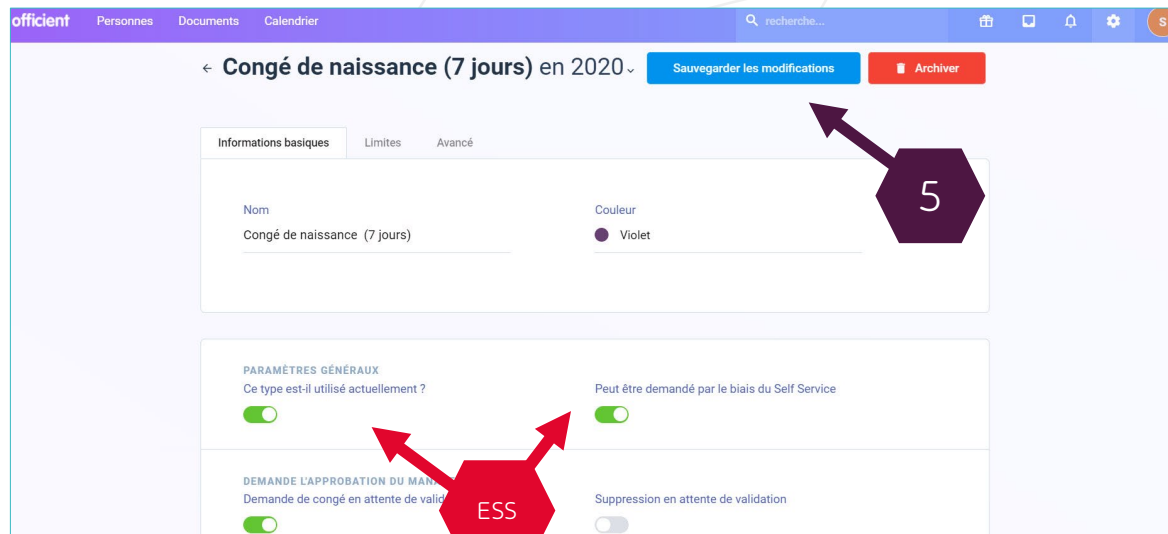 officient Personnes Documents Calendrier recherche... S
← Congé de naissance (7 jours) en 2020 Sauvegarder les modifications Archiver
Informations basiques Limites Avancé
5
Nom Couleur
Congé de naissance (7 jours) Violet
PARAMÈTRES GÉNÉRAUX
Ce type est-il utilisé actuellement ? Peut être demandé par le biais du Self Service
DEMANDE L'APPROBATION DU
Demande de congé en attente de Suppression en attente de validation
ESS